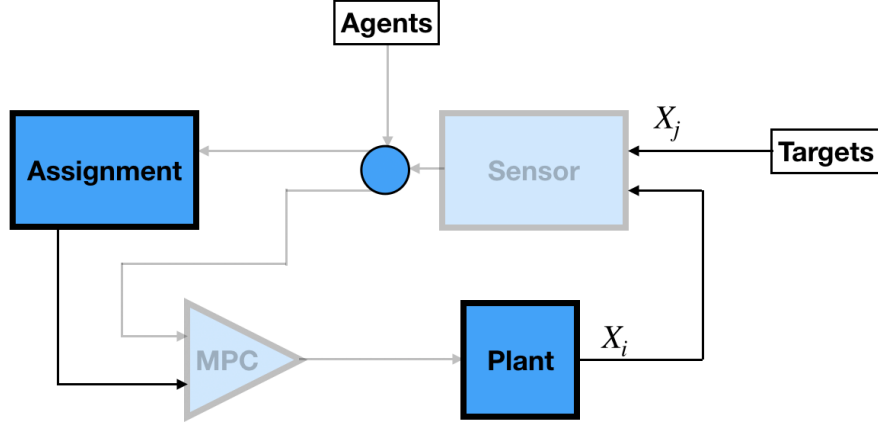 Agents
X_j
Targets
Assignment
Sensor
MPC
Plant
X_i